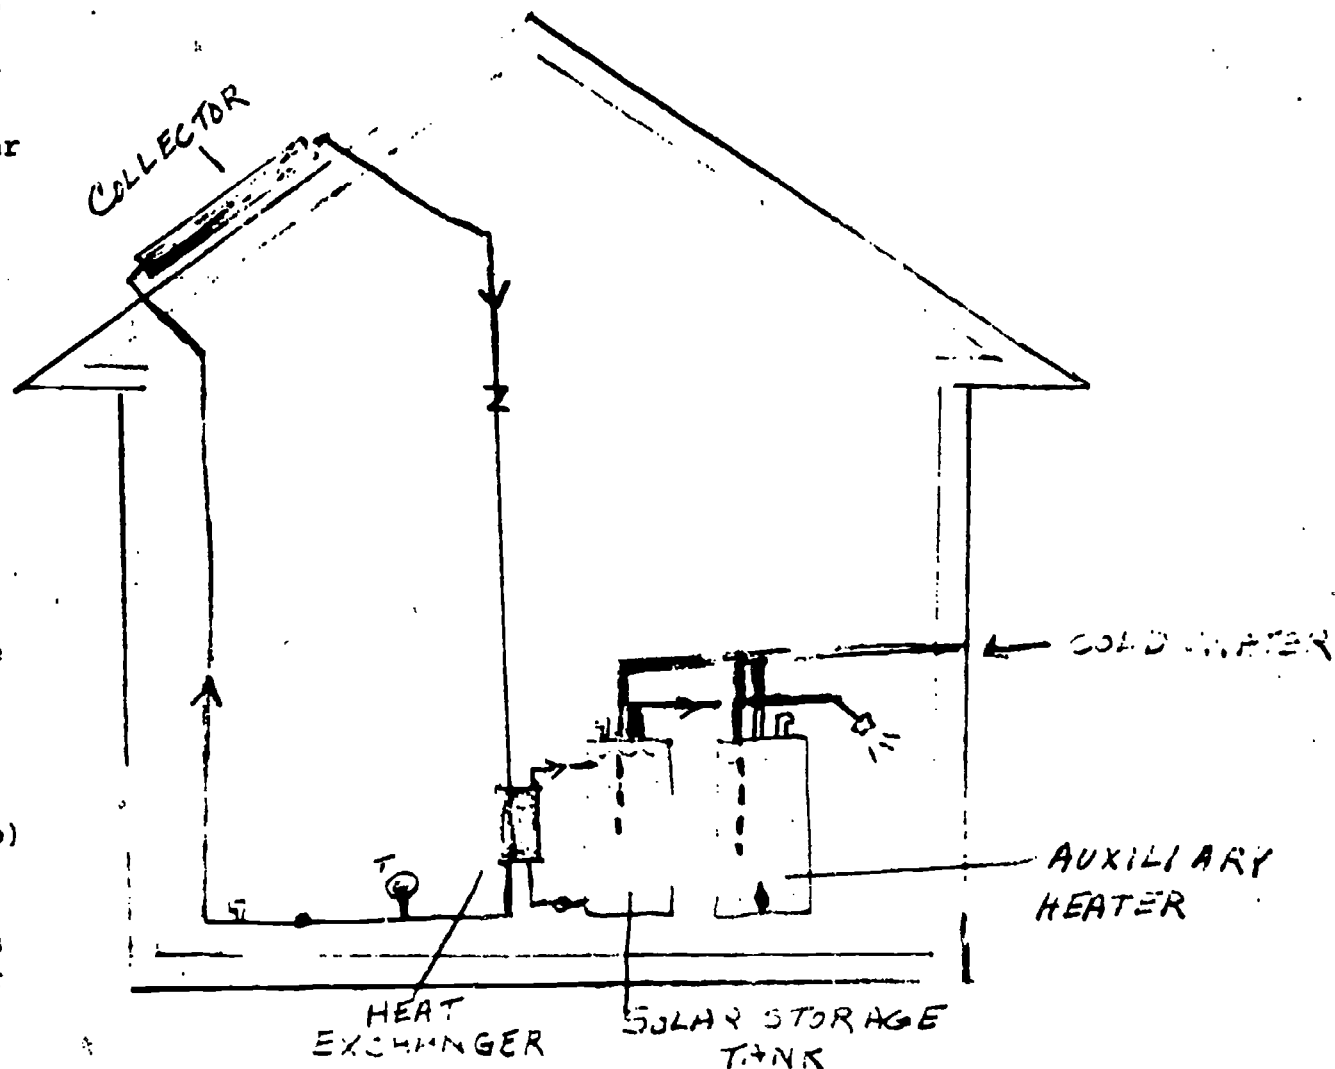 COLLECTOR
COLD WATER
T
AUXILIARY
HEATER
HEAT
EXCHANGER
SOLAR STORAGE
TANK